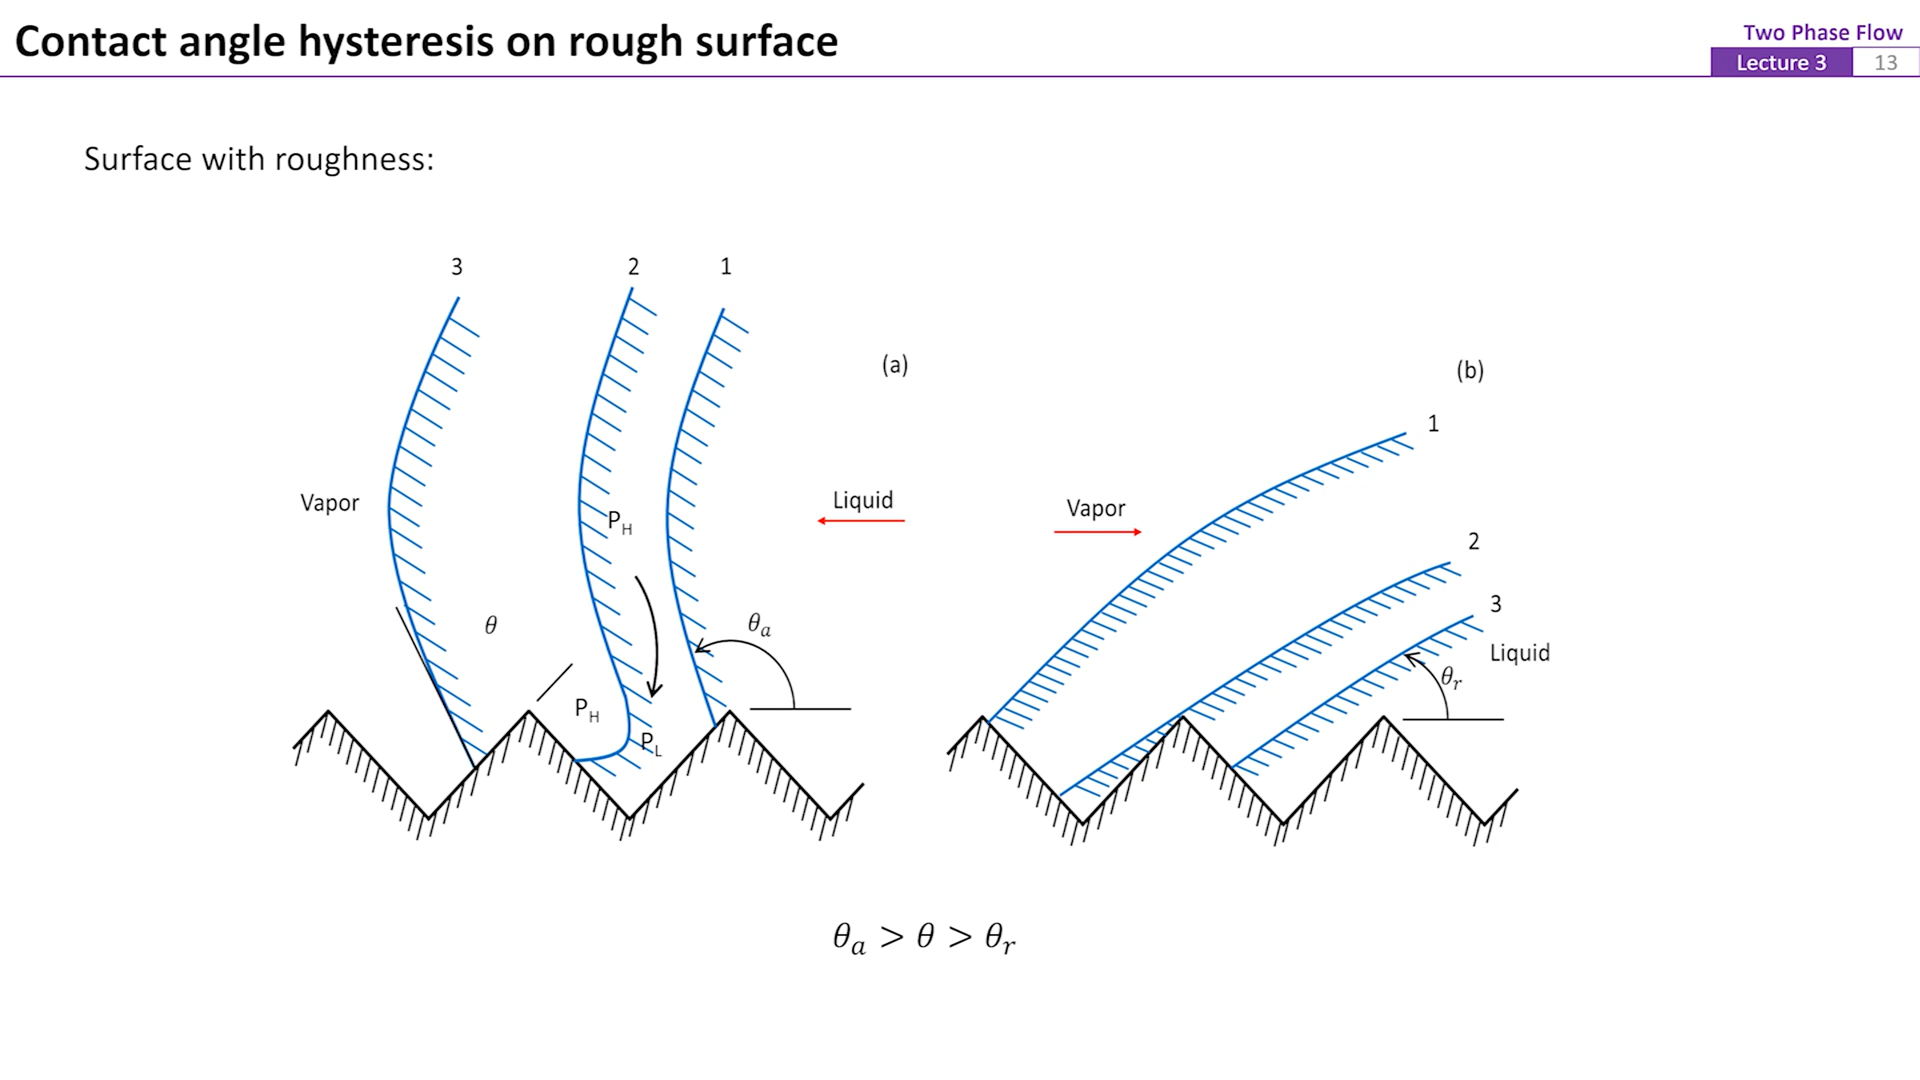 Contact angle hysteresis on rough surface
Two Phase Flow
Lecture 3 13
Surface with roughness:
3 2 1
(a)
Vapor
P_H
Liquid
θ
θ_a
P_H
P_L
(b)
1
Vapor
2
3
Liquid
θ_r
θ_a > θ > θ_r